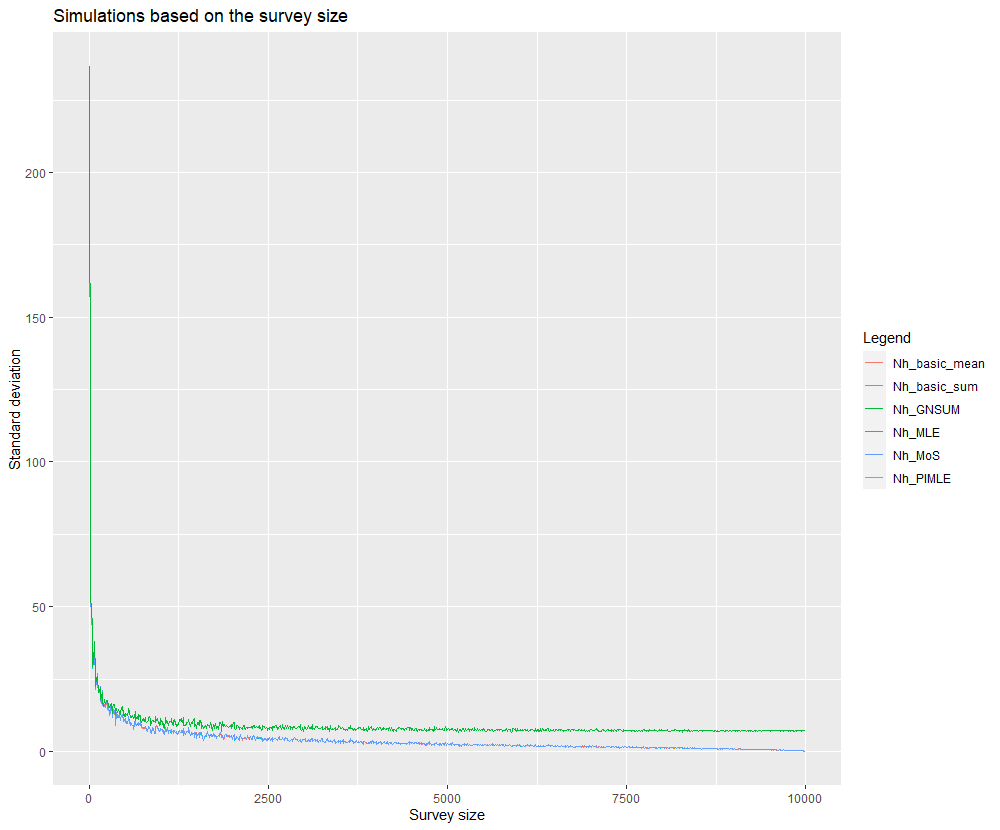 Simulations based on the survey size
Standard deviation
200
150
100
50
0
0
2500
5000
7500
10000
Survey size
Legend
Nh_basic_mean
Nh_basic_sum
Nh_GNSUM
Nh_MLE
Nh_MoS
Nh_PIMLE